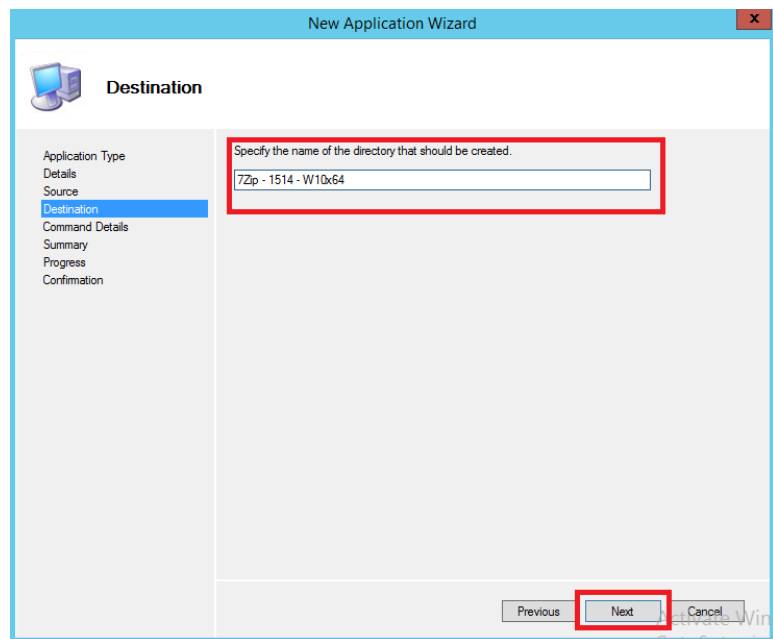 New Application Wizard
x
Destination
Application Type
Details
Source
Destination
Command Details
Summary
Progress
Confirmation
Specify the name of the directory that should be created.
7Zip - 1514 - W10x64
Previous
Next
Cancel
Activate Win